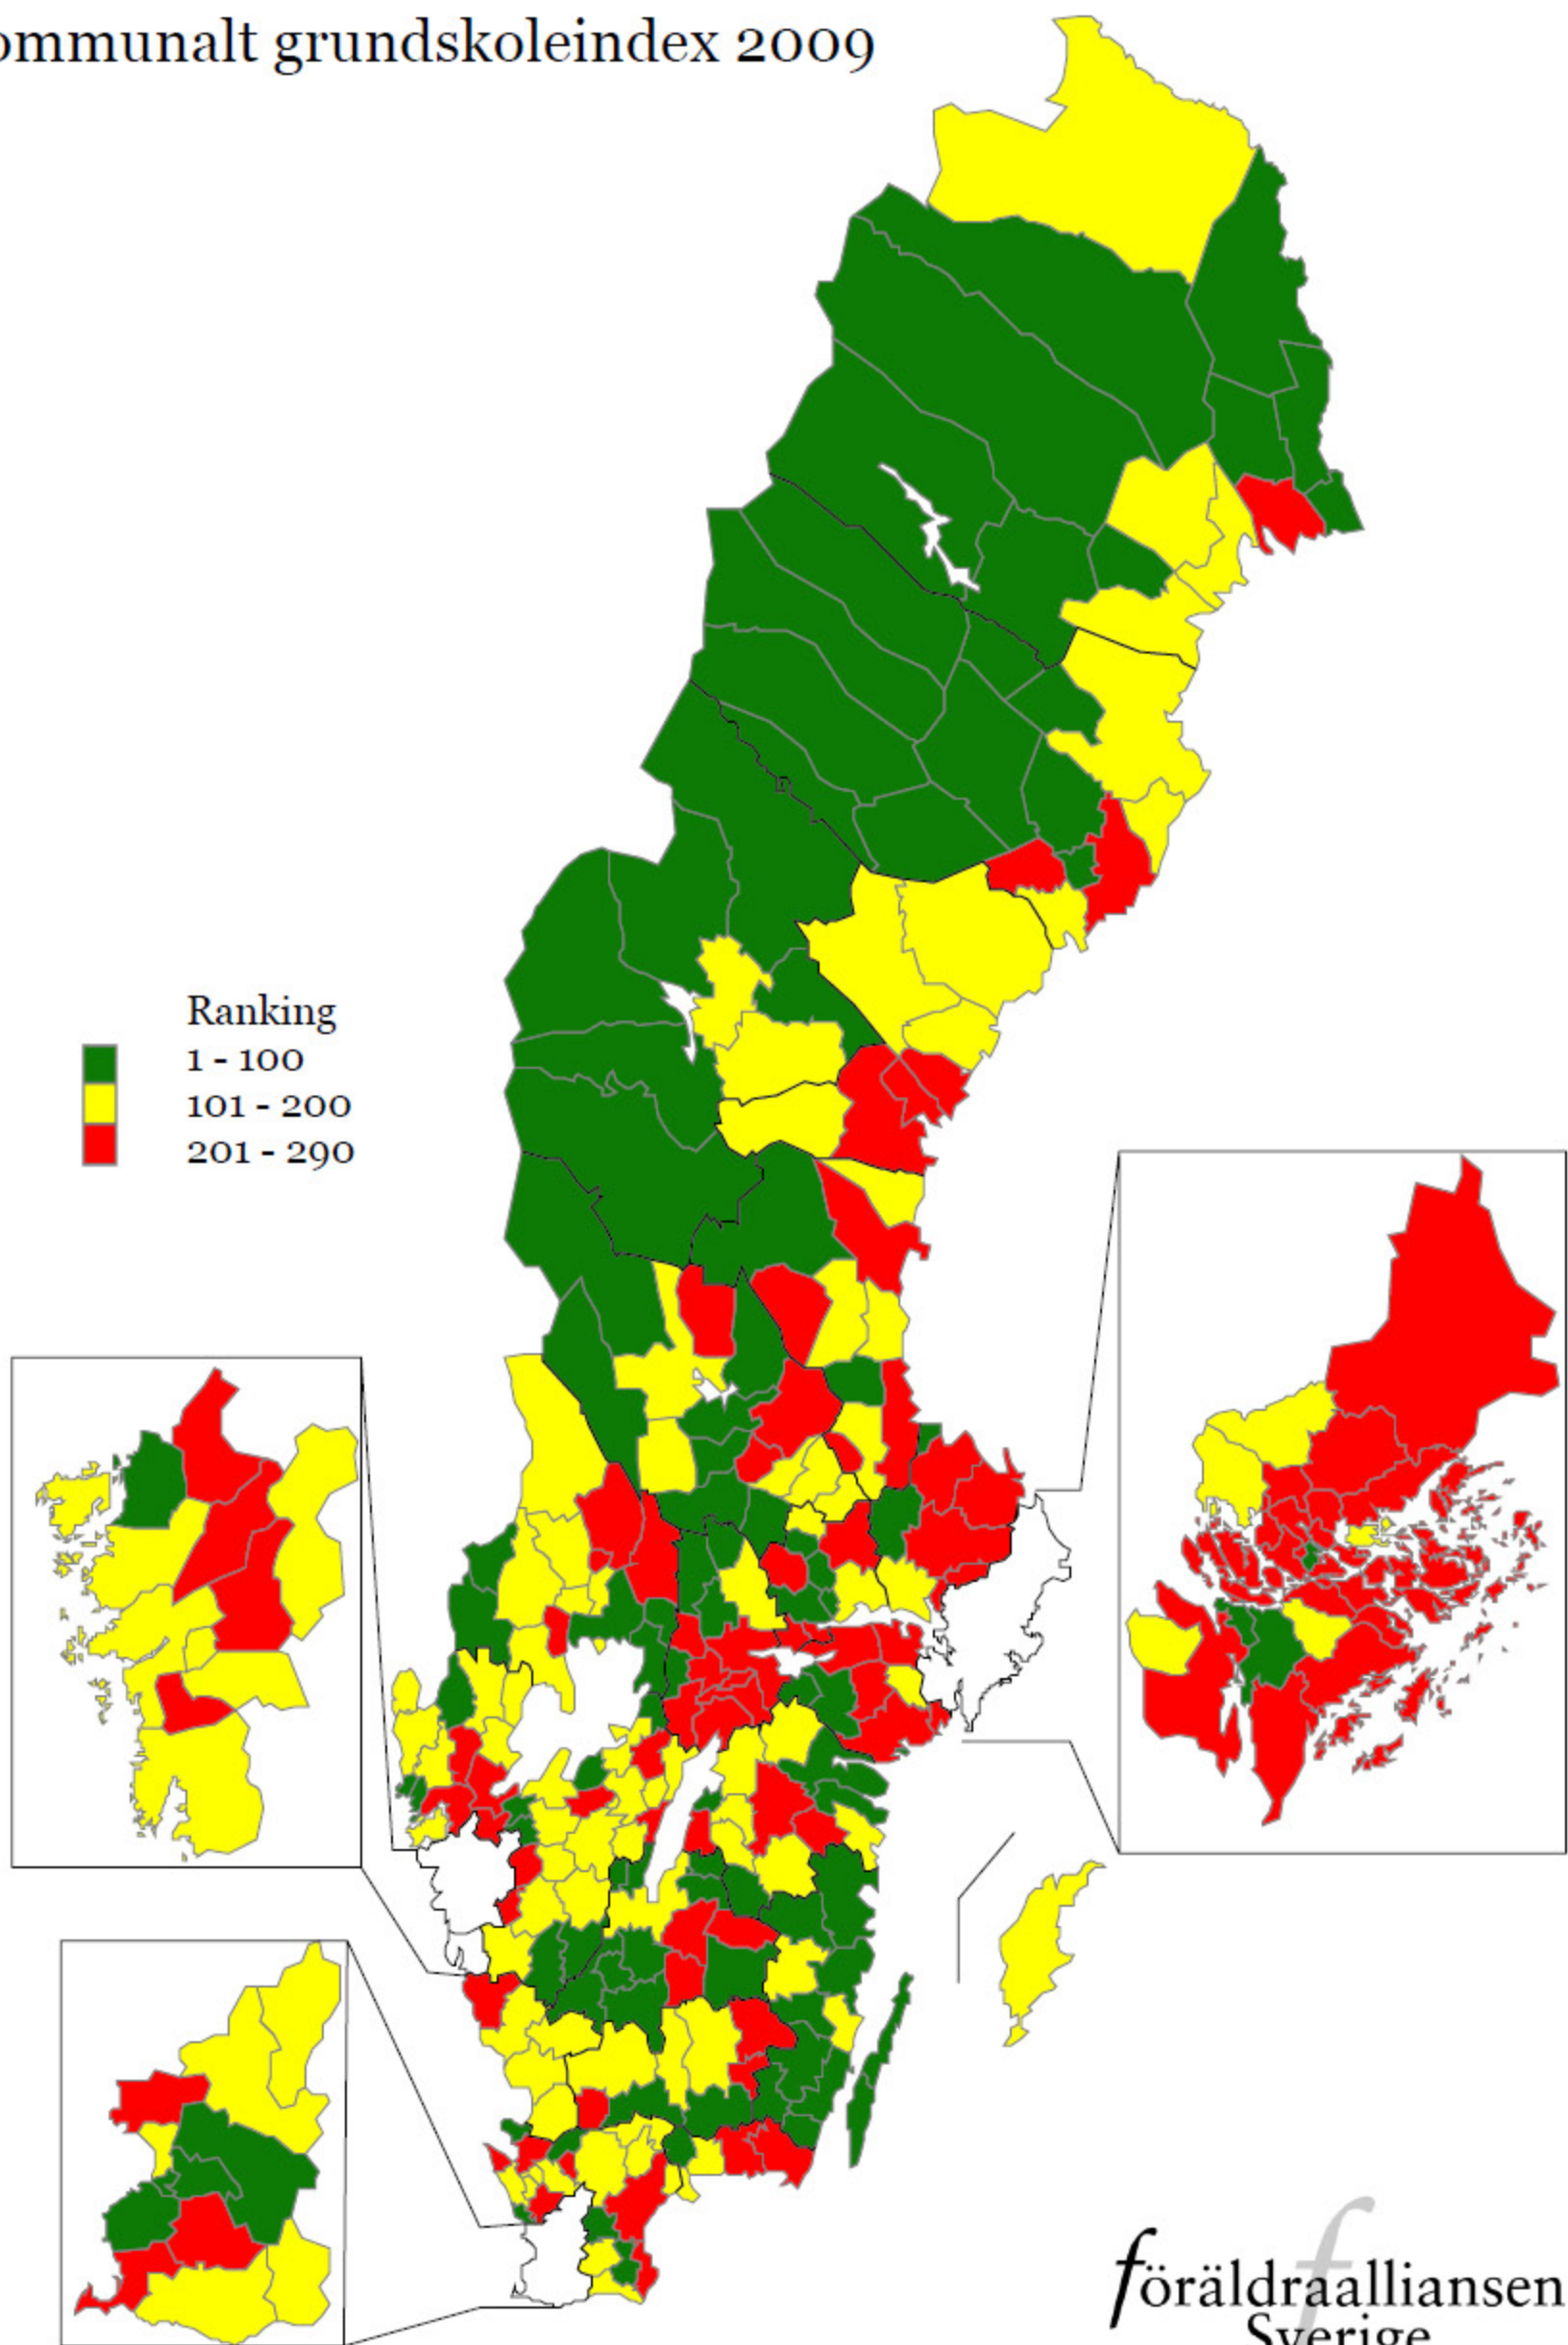 ommunalt grundskoleindex 2009
Ranking
1 - 100
101 - 200
201 - 290
föräldraalliansen
Sverige